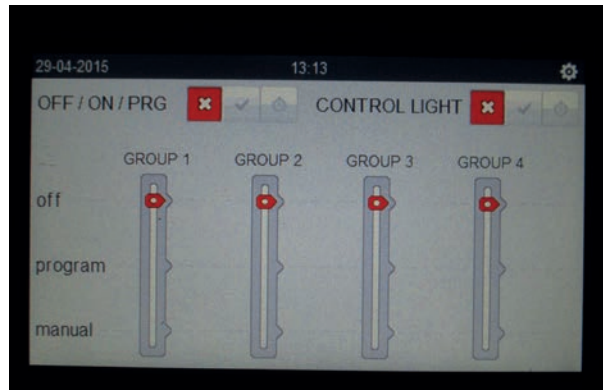 29-04-2015 13:13
OFF / ON / PRG CONTROL LIGHT
GROUP 1 GROUP 2 GROUP 3 GROUP 4
off
program
manual